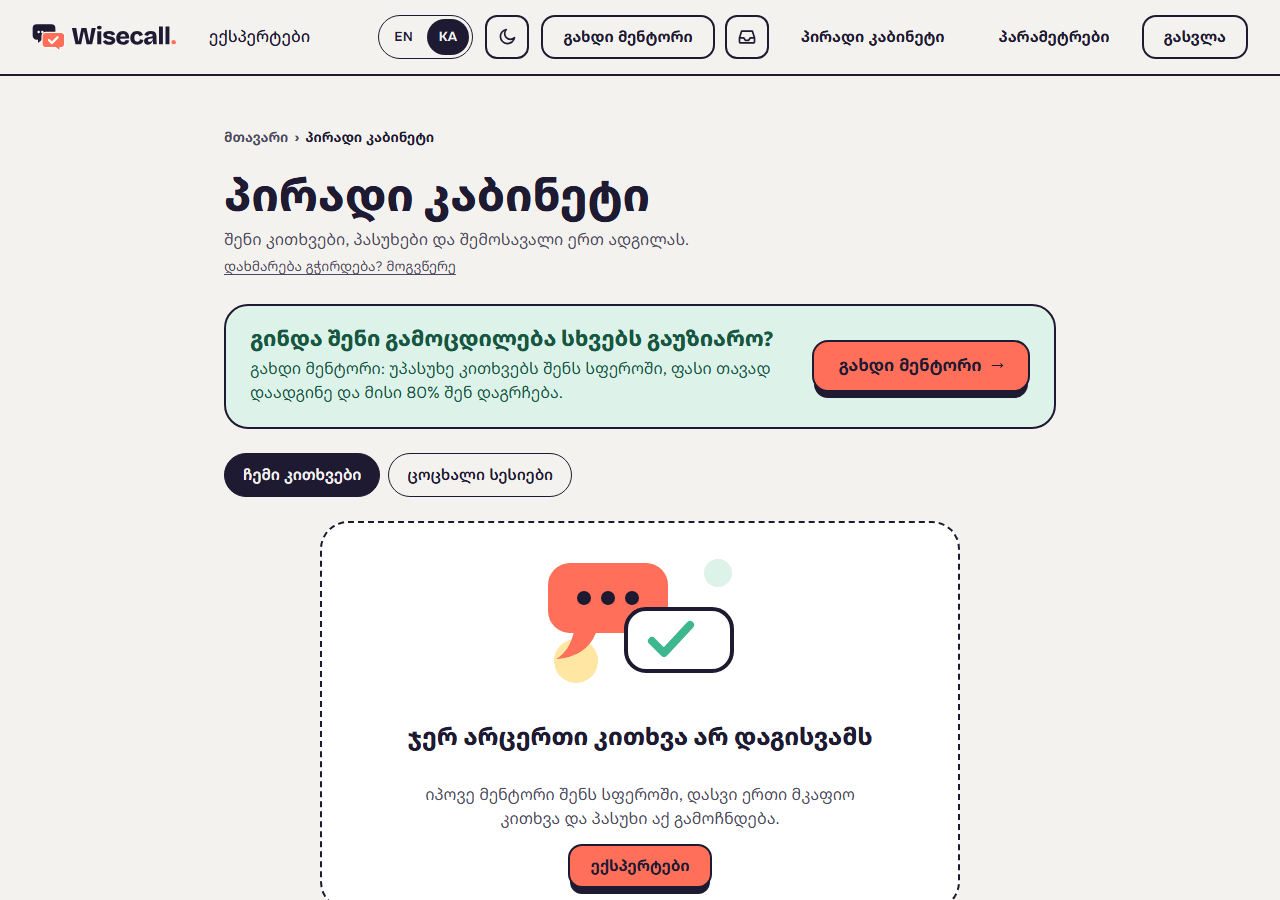 Wisecall.
ექსპერტები
EN
KA
გახდი მენტორი
პირადი კაბინეტი
პარამეტრები
გასვლა
მთავარი › პირადი კაბინეტი
პირადი კაბინეტი
შენი კითხვები, პასუხები და შემოსავალი ერთ ადგილას.
დახმარება გჭირდება? მოგვწერე
გინდა შენი გამოცდილება სხვებს გაუზიარო?
გახდი მენტორი: უპასუხე კითხვებს შენს სფეროში, ფასი თავად
დაადგინე და მისი 80% შენ დაგრჩება.
გახდი მენტორი →
ჩემი კითხვები
ცოცხალი სესიები
ჯერ არცერთი კითხვა არ დაგისვამს
იპოვე მენტორი შენს სფეროში, დასვი ერთი მკაფიო
კითხვა და პასუხი აქ გამოჩნდება.
ექსპერტები